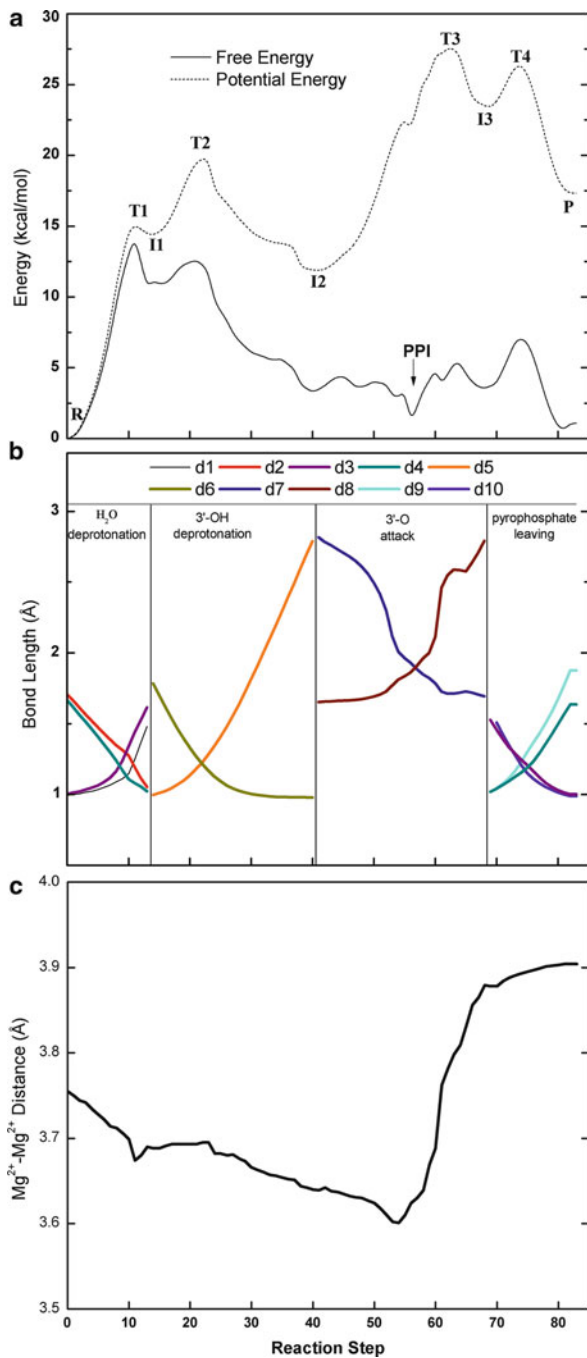 a
30
25
20
15
10
5
0
Energy (kcal/mol)
Free Energy
Potential Energy
R
T1
I1
T2
I2
PPI
T3
I3
T4
P
b
d1 d2 d3 d4 d5
d6 d7 d8 d9 d10
H₂O deprotonation
3'-OH deprotonation
3'-O attack
pyrophosphate leaving
3
2
1
Bond Length (Å)
c
4.0
3.9
3.8
3.7
3.6
3.5
Mg²⁺-Mg²⁺ Distance (Å)
0 10 20 30 40 50 60 70 80
Reaction Step